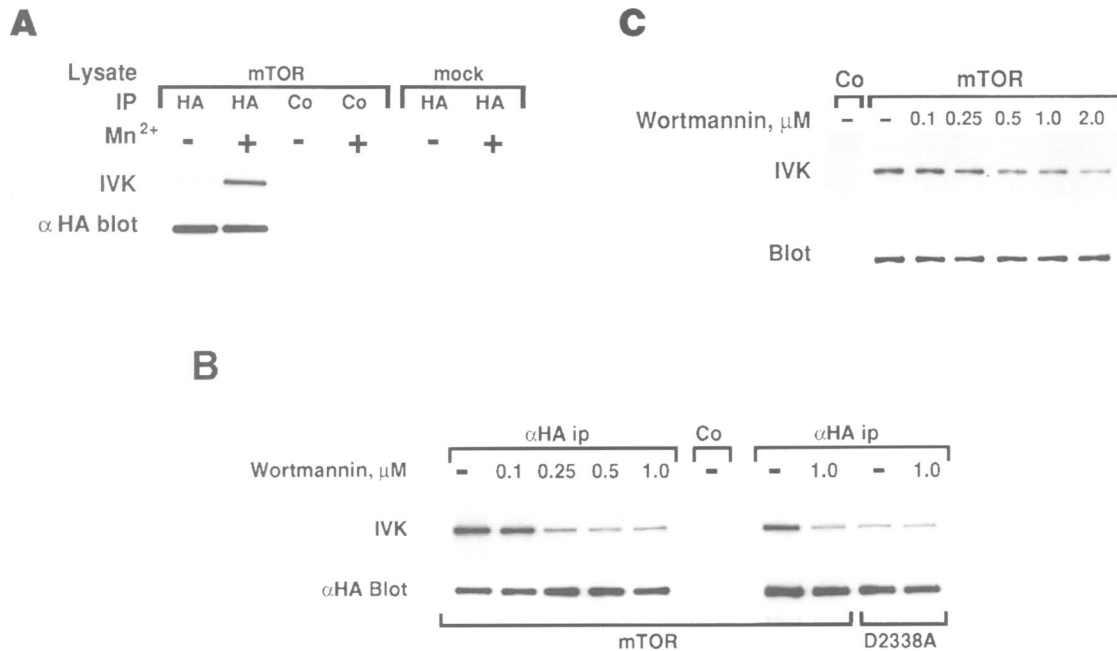 A
Lysate mTOR mock
IP HA HA Co Co HA HA
Mn2+ - + - + - +
IVK
α HA blot
C
Co mTOR
Wortmannin, μM - - 0.1 0.25 0.5 1.0 2.0
IVK
Blot
B
αHA ip Co αHA ip
Wortmannin, μM - 0.1 0.25 0.5 1.0 - - 1.0 - 1.0
IVK
αHA Blot
mTOR D2338A